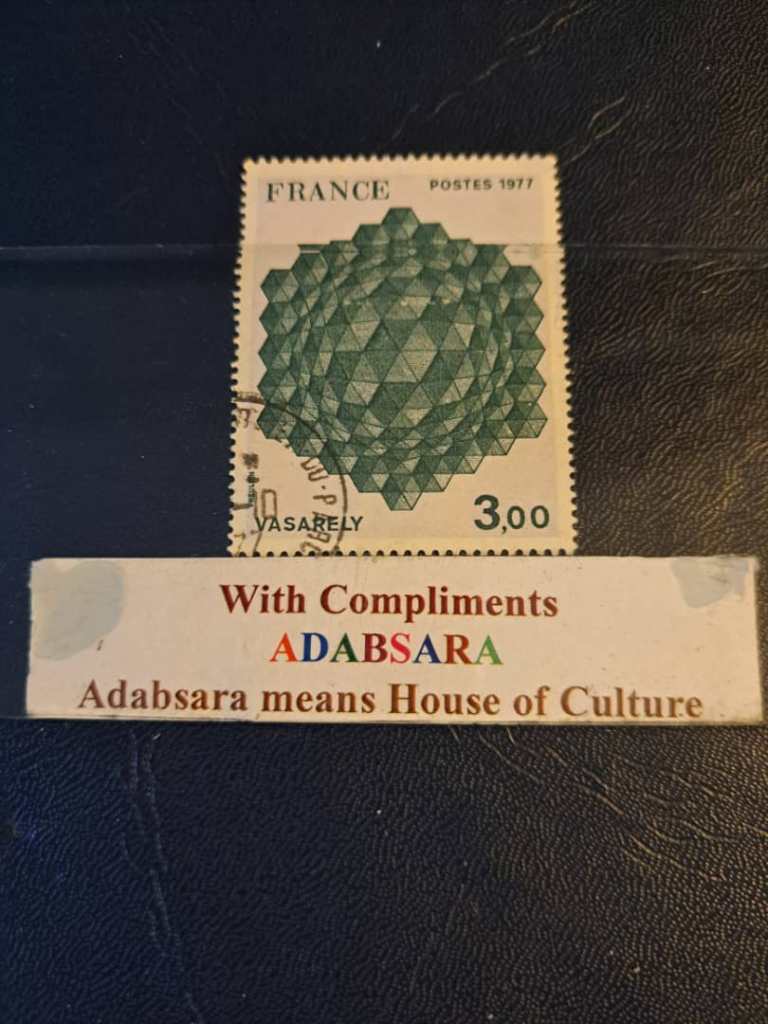 FRANCE
POSTES 1977
VASARELY
3,00
With Compliments
ADABSARA
Adabsara means House of Culture